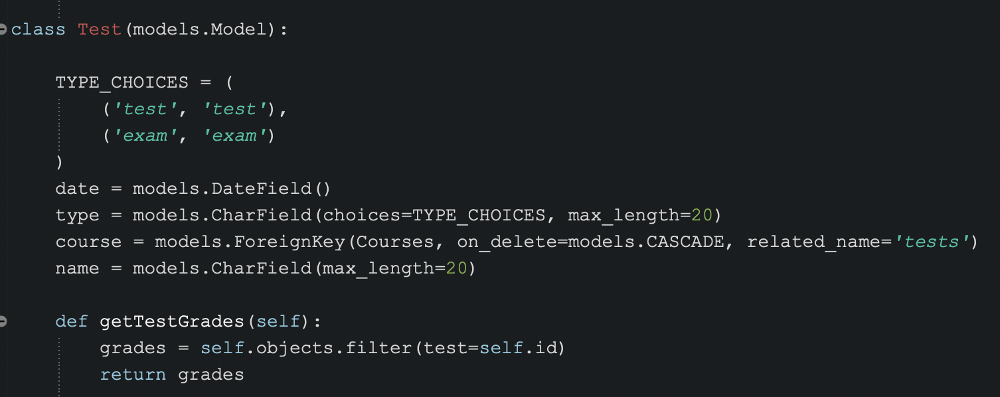 class Test(models.Model):
TYPE_CHOICES = (
('test', 'test'),
('exam', 'exam')
)
date = models.DateField()
type = models.CharField(choices=TYPE_CHOICES, max_length=20)
course = models.ForeignKey(Courses, on_delete=models.CASCADE, related_name='tests')
name = models.CharField(max_length=20)
def getTestGrades(self):
grades = self.objects.filter(test=self.id)
return grades